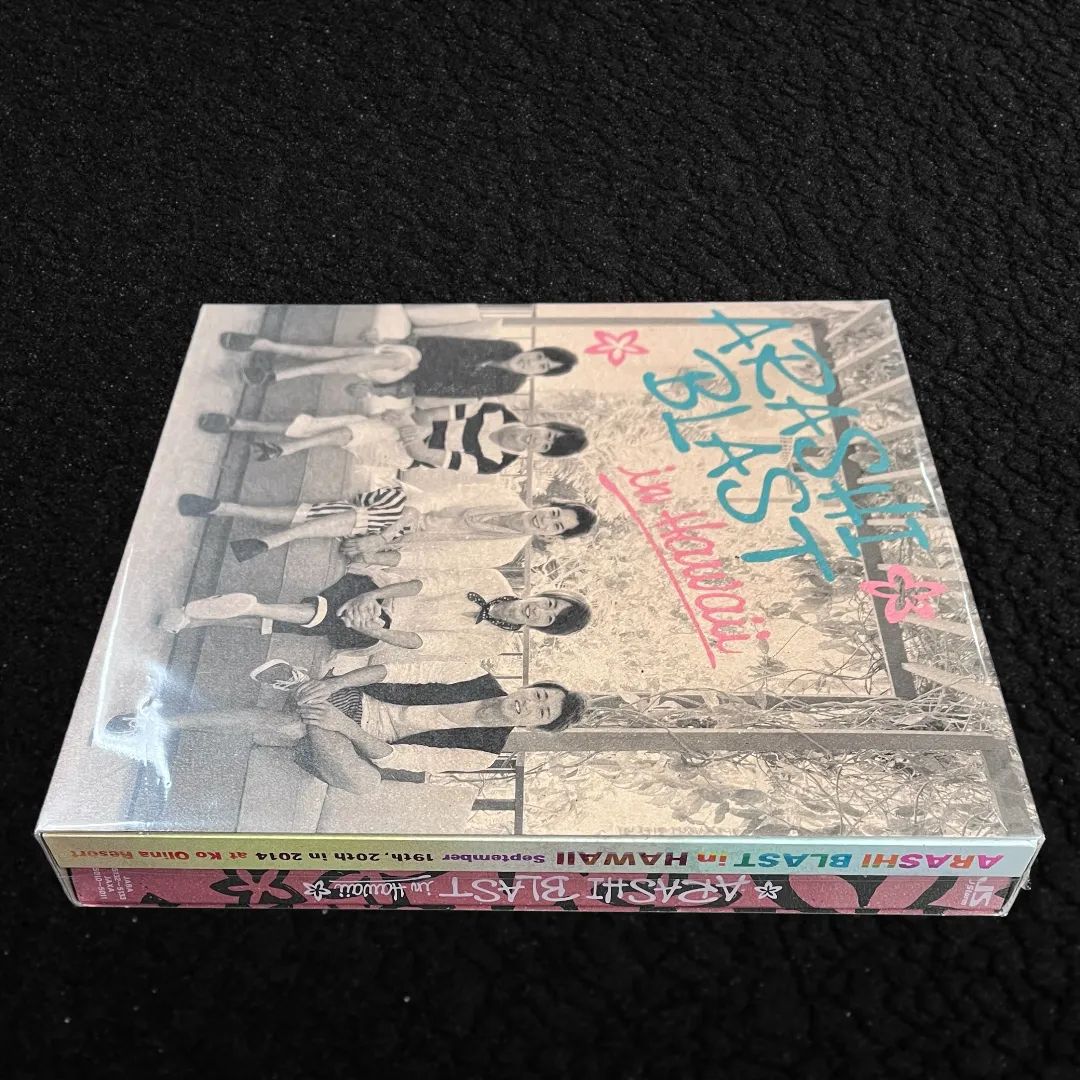 ARASHI
BLAST
in Hawaii
ARASHI BLAST in HAWAII September 19th, 20th in 2014 at Ko Olina Resort
ARASHI BLAST in Hawaii
JAXA